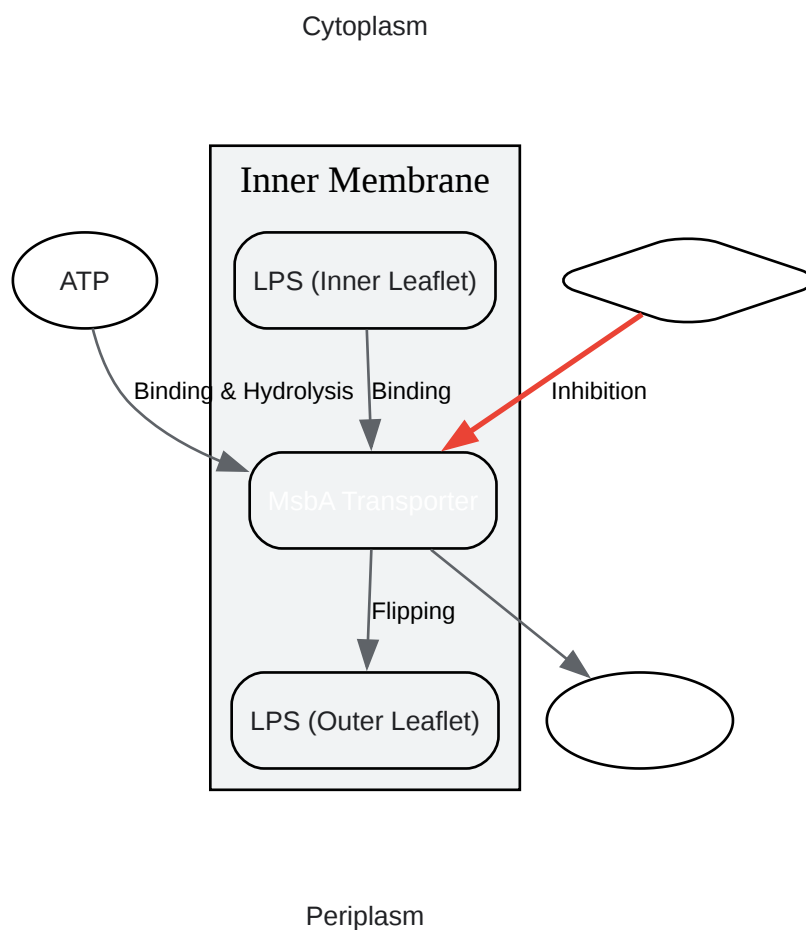 Cytoplasm
Inner Membrane
ATP
LPS (Inner Leaflet)
Binding & Hydrolysis
Binding
Inhibition
MsbA Transporter
Flipping
LPS (Outer Leaflet)
Periplasm